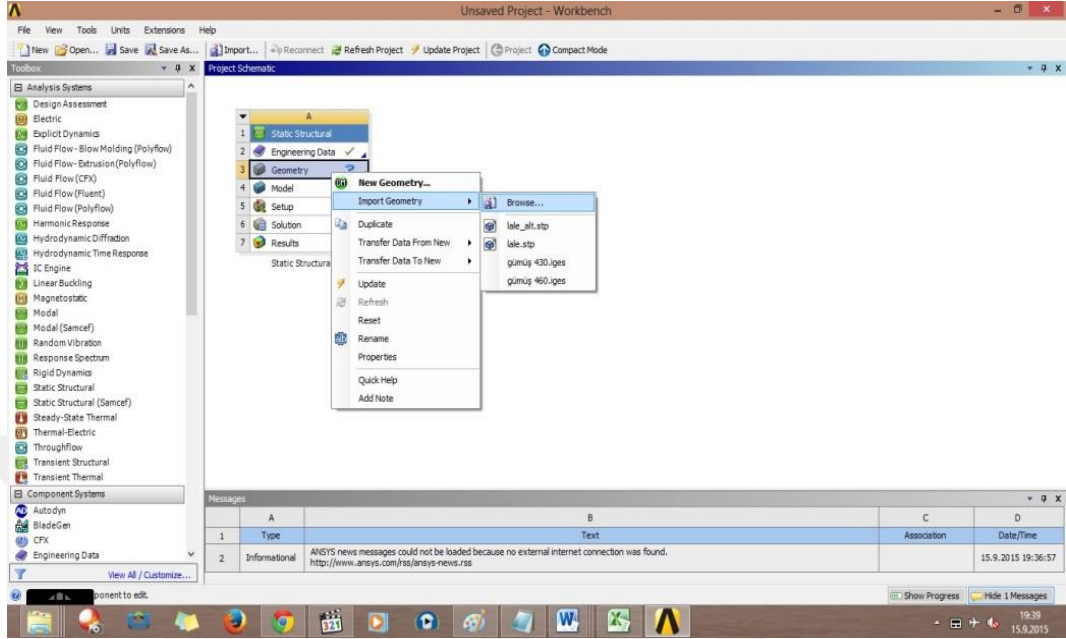 Unsaved Project - Workbench
File View Tools Units Extensions Help
New Open... Save Save As... Import... Reconnect Refresh Project Update Project Project Compact Mode
Toolbox
Project Schematic
Analysis Systems
Design Assessment
Electric
Explicit Dynamics
Fluid Flow - Blow Molding (Polyflow)
Fluid Flow - Extrusion (Polyflow)
Fluid Flow (CFX)
Fluid Flow (Fluent)
Fluid Flow (Polyflow)
Harmonic Response
Hydrodynamic Diffraction
Hydrodynamic Time Response
IC Engine
Linear Buckling
Magnetostatic
Modal
Modal (Samcef)
Random Vibration
Response Spectrum
Rigid Dynamics
Static Structural
Static Structural (Samcef)
Steady-State Thermal
Thermal-Electric
Throughflow
Transient Structural
Transient Thermal
Component Systems
Autodyn
BladeGen
CFX
Engineering Data
View All / Customize...
A
1 Static Structural
2 Engineering Data
3 Geometry
4 Model
5 Setup
6 Solution
7 Results
Static Structura
New Geometry...
Import Geometry
Duplicate
Transfer Data From New
Transfer Data To New
Update
Refresh
Reset
Rename
Properties
Quick Help
Add Note
Browse...
lale_alt.stp
lale.stp
gümüş 430.iges
gümüş 460.iges
Messages
A B C D
1 Type Text Association Date/Time
2 Informational ANSYS news messages could not be loaded because no external internet connection was found. 15.9.2015 19:36:57
http://www.ansys.com/rss/ansys-news.rss
ponent to edit.
Show Progress Hide 1 Messages
321
19:39
15.9.2015